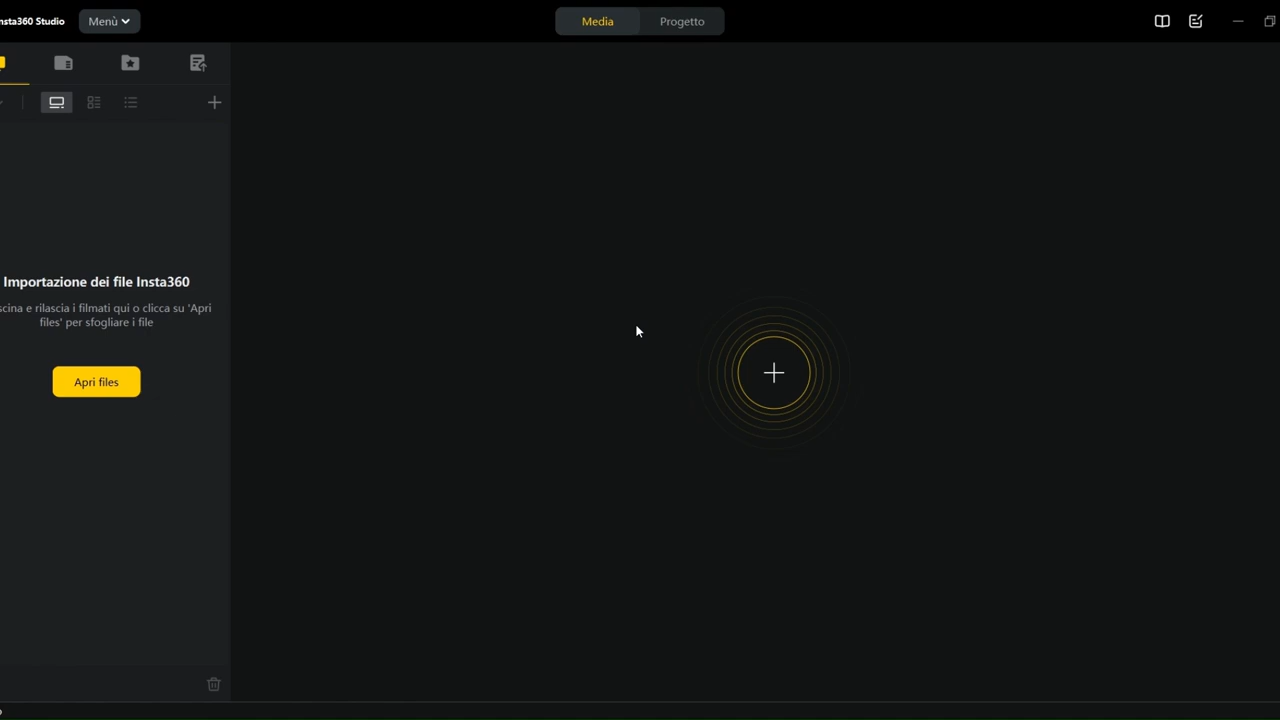 nsta360 Studio
Menù
Media
Progetto
Importazione dei file Insta360
scina e rilascia i filmati qui o clicca su 'Apri
files' per sfogliare i file
Apri files